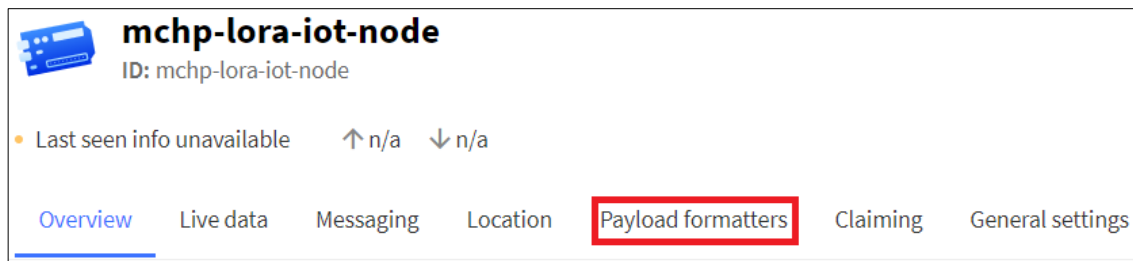 mchp-lora-iot-node
ID: mchp-lora-iot-node
Last seen info unavailable ↑ n/a ↓ n/a
Overview Live data Messaging Location Payload formatters Claiming General settings